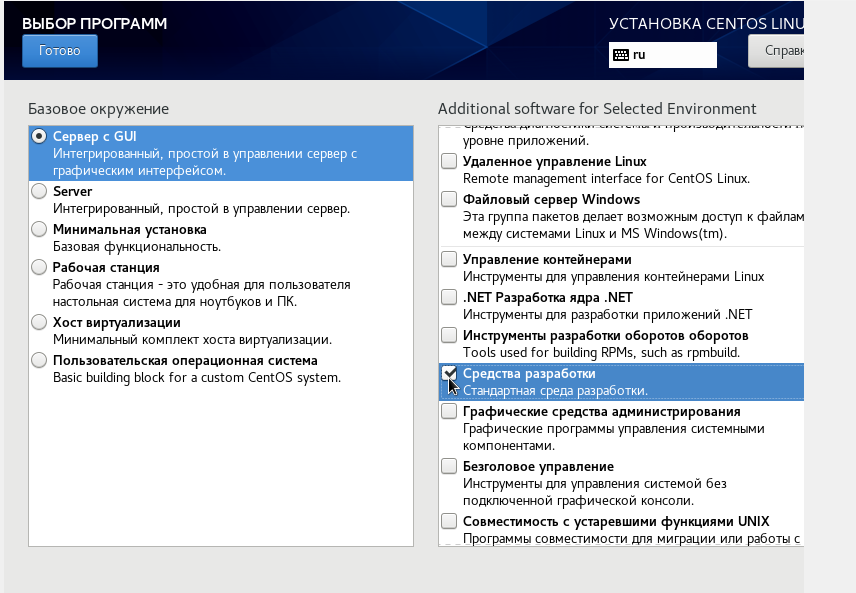 ВЫБОР ПРОГРАММ
УСТАНОВКА CENTOS LINU
Готово
ru
Справк
Базовое окружение
Additional software for Selected Environment
Сервер с GUI
Интегрированный, простой в управлении сервер с
графическим интерфейсом.
Server
Интегрированный, простой в управлении сервер.
Минимальная установка
Базовая функциональность.
Рабочая станция
Рабочая станция - это удобная для пользователя
настольная система для ноутбуков и ПК.
Хост виртуализации
Минимальный комплект хоста виртуализации.
Пользовательская операционная система
Basic building block for a custom CentOS system.
Средства диагностики системы и производительности н
уровне приложений.
Удаленное управление Linux
Remote management interface for CentOS Linux.
Файловый сервер Windows
Эта группа пакетов делает возможным доступ к файлам
между системами Linux и MS Windows(tm).
Управление контейнерами
Инструменты для управления контейнерами Linux
.NET Разработка ядра .NET
Инструменты для разработки приложений .NET
Инструменты разработки оборотов оборотов
Tools used for building RPMs, such as rpmbuild.
Средства разработки
Стандартная среда разработки.
Графические средства администрирования
Графические программы управления системными
компонентами.
Безголовое управление
Инструменты для управления системой без
подключенной графической консоли.
Совместимость с устаревшими функциями UNIX
Программы совместимости для миграции или работы с